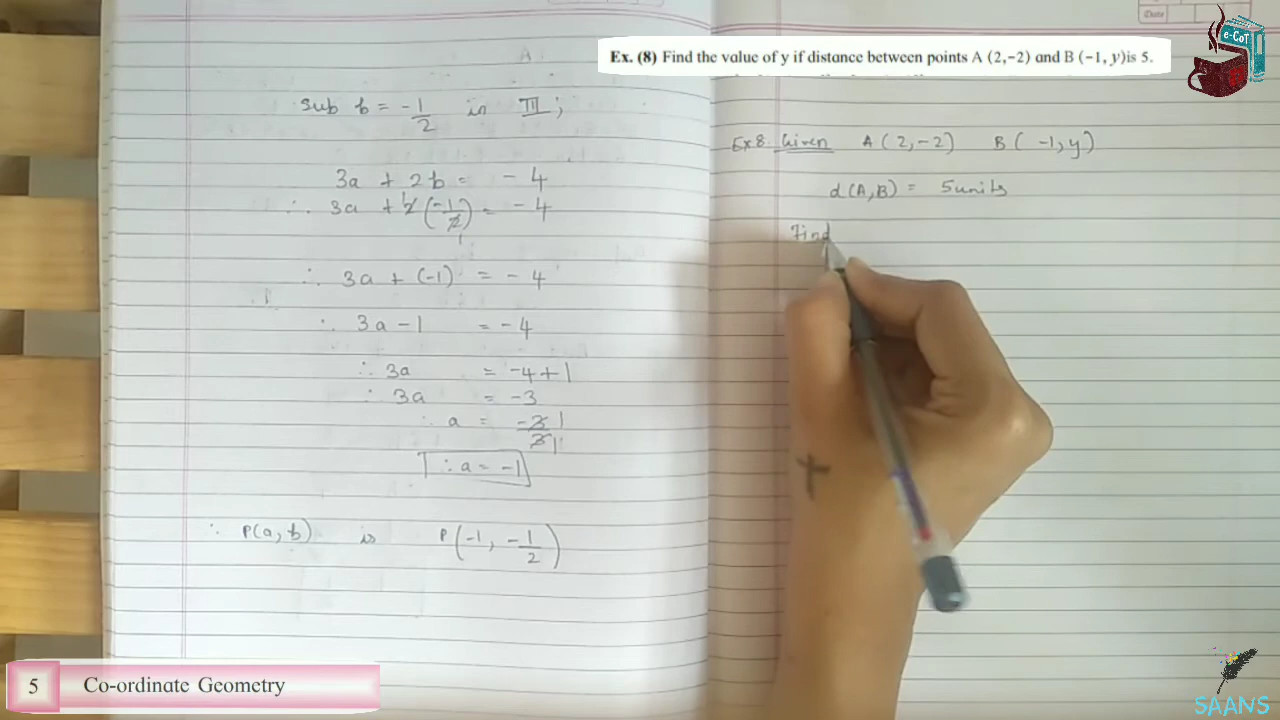 Sub b = -1/2 in III;
3a + 2b = -4
∴ 3a + 2(-1/2) = -4
∴ 3a + (-1) = -4
∴ 3a - 1 = -4
∴ 3a = -4+1
∴ 3a = -3
∴ a = -3/3
∴ a = -1
∴ P(a, b) is P(-1, -1/2)
Date
Ex. (8) Find the value of y if distance between points A (2,−2) and B (−1, y)is 5.
Ex 8 Given A(2,-2) B(-1,y)
d(A,B) = 5units
Find
e-CoT
5 Co-ordinate Geometry
SAANS